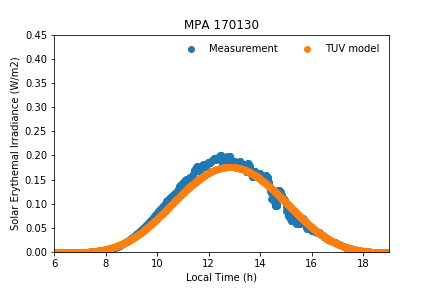 MPA 170130
Measurement
TUV model
Solar Erythemal Irradiance (W/m2)
0.45
0.40
0.35
0.30
0.25
0.20
0.15
0.10
0.05
0.00
6 8 10 12 14 16 18
Local Time (h)